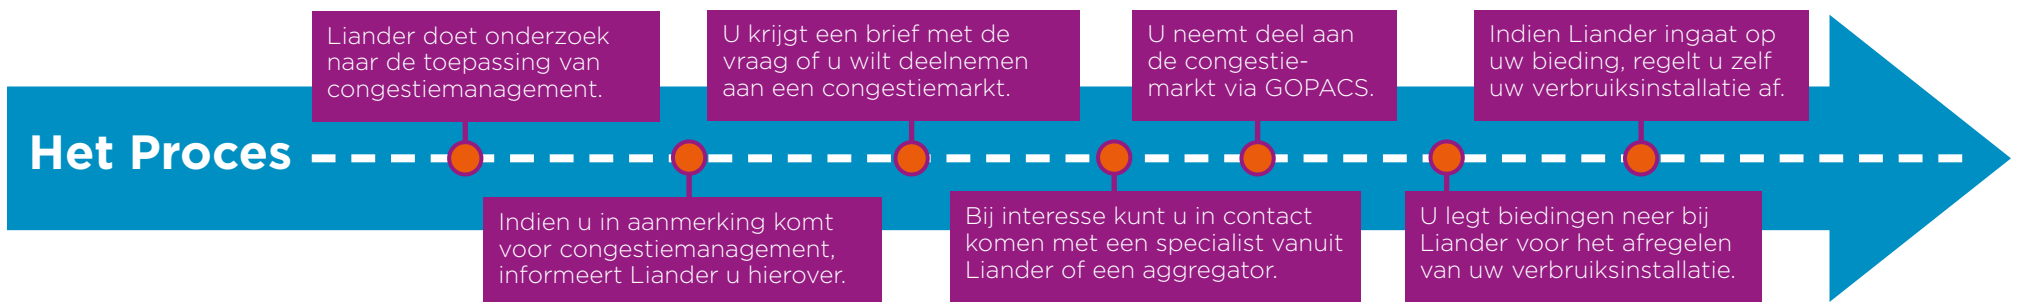 Het Proces
Liander doet onderzoek
naar de toepassing van
congestiemanagement.
Indien u in aanmerking komt
voor congestiemanagement,
informeert Liander u hierover.
U krijgt een brief met de
vraag of u wilt deelnemen
aan een congestiemarkt.
Bij interesse kunt u in contact
komen met een specialist vanuit
Liander of een aggregator.
U neemt deel aan
de congestie-
markt via GOPACS.
U legt biedingen neer bij
Liander voor het afregelen
van uw verbruiksinstallatie.
Indien Liander ingaat op
uw bieding, regelt u zelf
uw verbruiksinstallatie af.